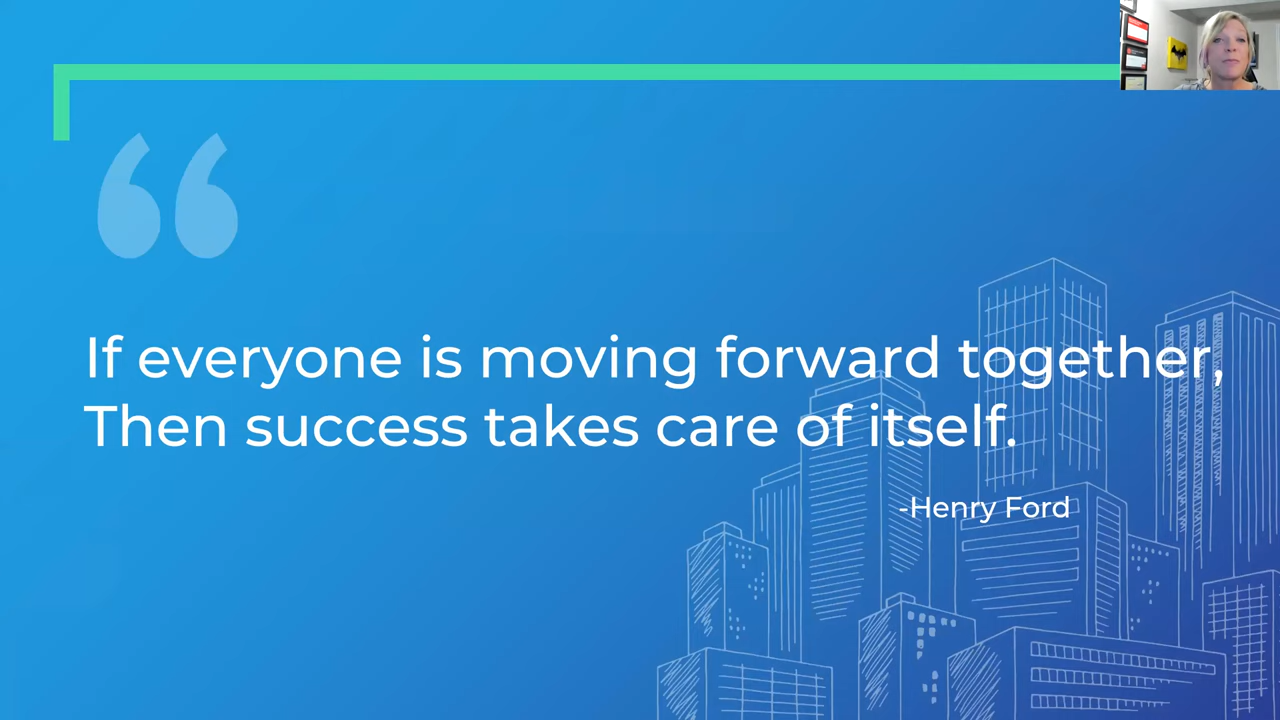 If everyone is moving forward together,
Then success takes care of itself.
-Henry Ford